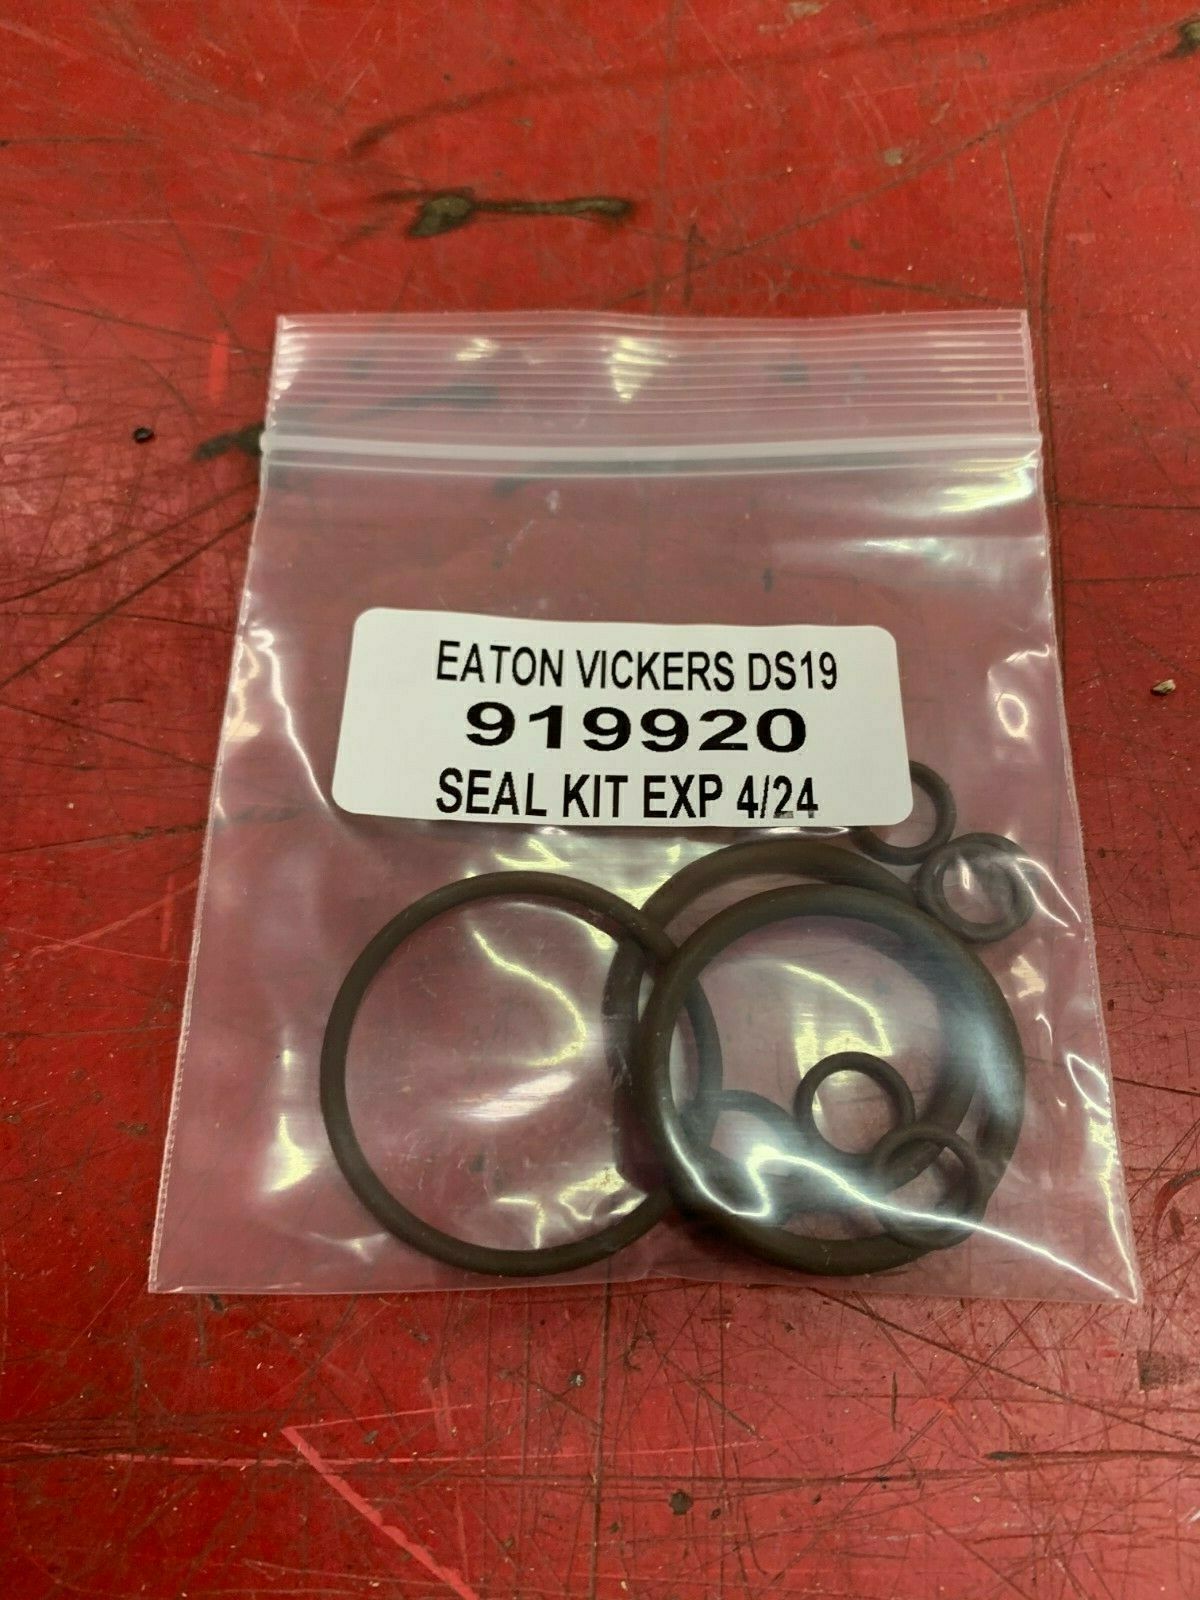 EATON VICKERS DS19
919920
SEAL KIT EXP 4/24